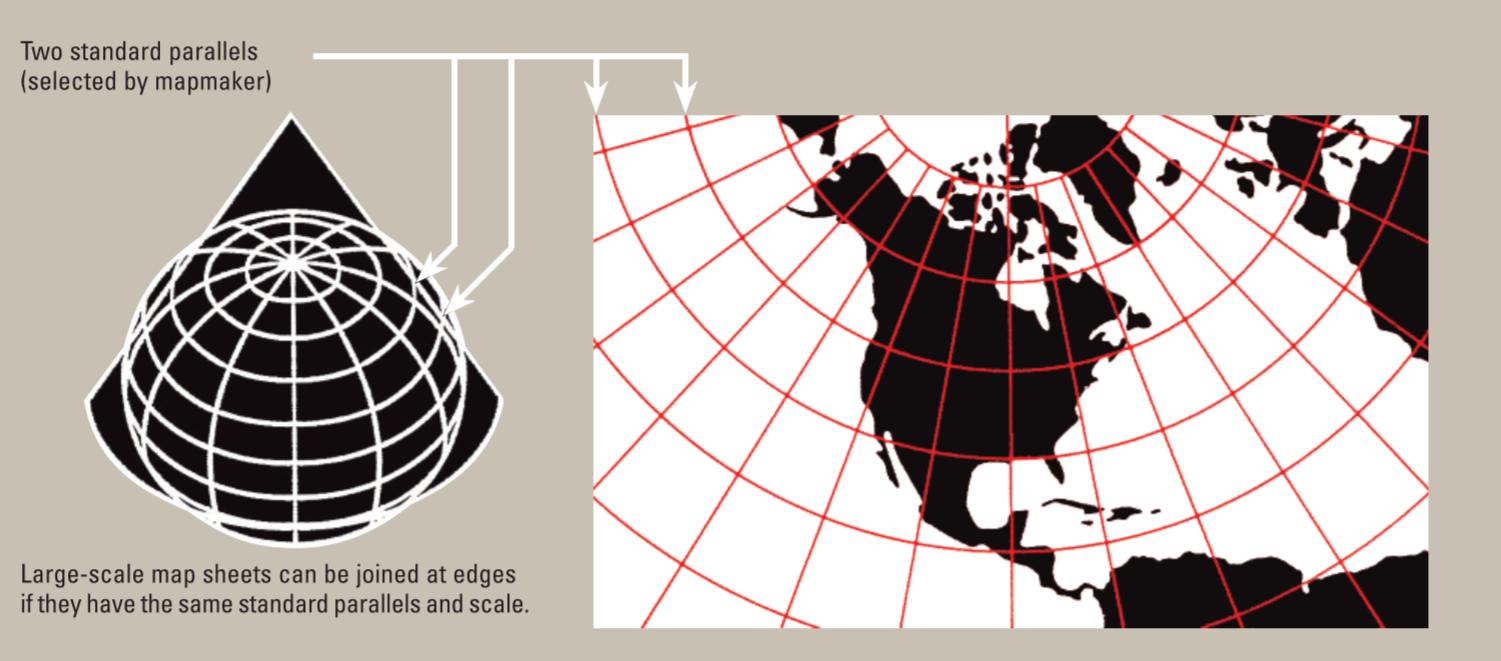 Two standard parallels
(selected by mapmaker)
Large-scale map sheets can be joined at edges
if they have the same standard parallels and scale.